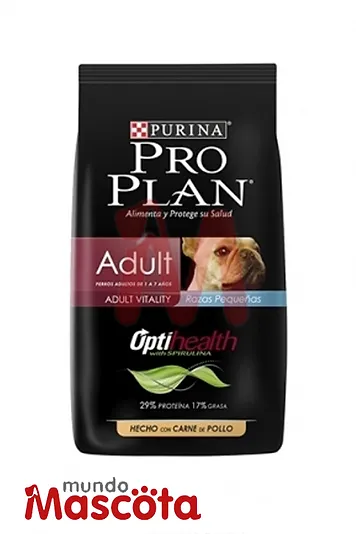 PURINA
PRO
PLAN
Alimenta y Protege su Salud
Adult
PERROS ADULTOS DE 1 A 7 AÑOS
ADULT VITALITY
Razas Pequeñas
Optihealth
with SPIRULINA
29% PROTEÍNA 17% GRASA
HECHO CON CARNE DE POLLO
mundo
Mascota